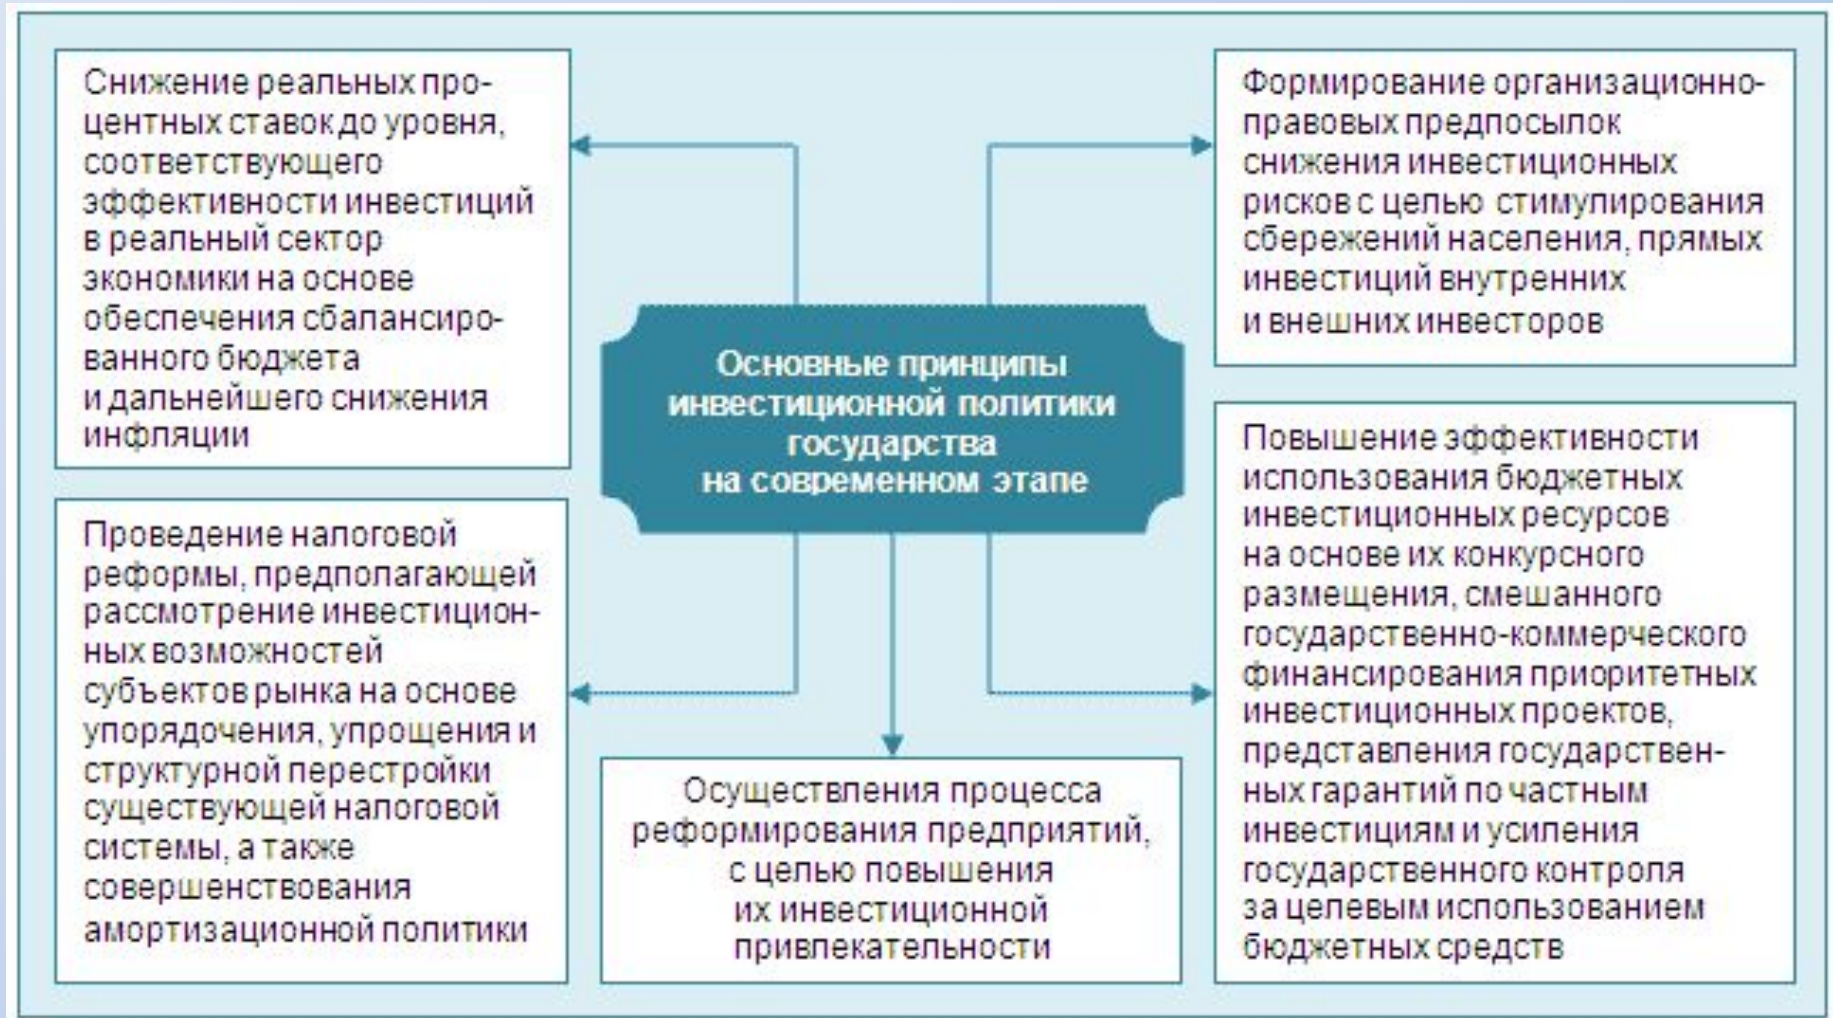 Снижение реальных про-
центных ставок до уровня,
соответствующего
эффективности инвестиций
в реальный сектор
экономики на основе
обеспечения сбалансиро-
ванного бюджета
и дальнейшего снижения
инфляции
Формирование организационно-
правовых предпосылок
снижения инвестиционных
рисков с целью стимулирования
сбережений населения, прямых
инвестиций внутренних
и внешних инвесторов
Основные принципы
инвестиционной политики
государства
на современном этапе
Проведение налоговой
реформы, предполагающей
рассмотрение инвестицион-
ных возможностей
субъектов рынка на основе
упорядочения, упрощения и
структурной перестройки
существующей налоговой
системы, а также
совершенствования
амортизационной политики
Осуществления процесса
реформирования предприятий,
с целью повышения
их инвестиционной
привлекательности
Повышение эффективности
использования бюджетных
инвестиционных ресурсов
на основе их конкурсного
размещения, смешанного
государственно-коммерческого
финансирования приоритетных
инвестиционных проектов,
представления государствен-
ных гарантий по частным
инвестициям и усиления
государственного контроля
за целевым использованием
бюджетных средств